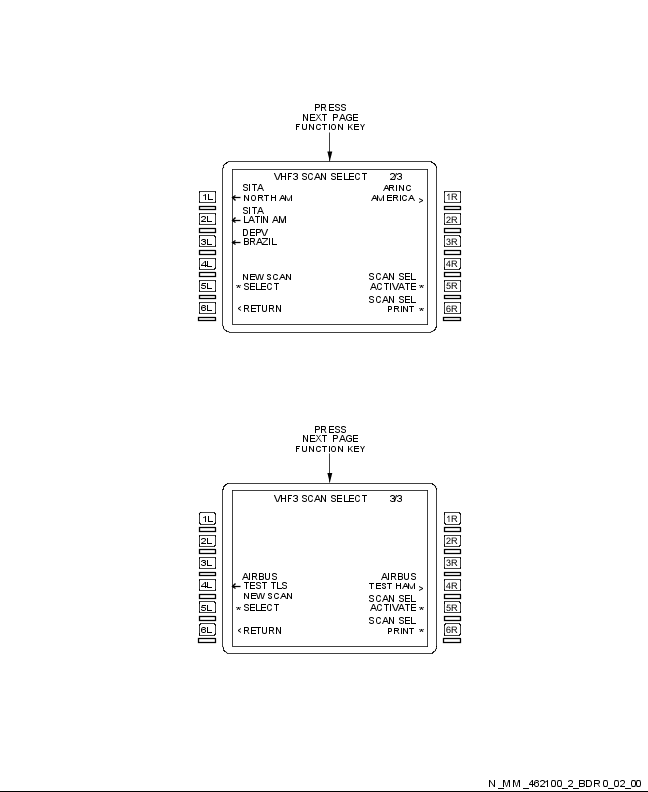 PRESS
NEXT PAGE
FUNCTION KEY
VHF3 SCAN SELECT 2/3
SITA ARINC
1L ← NORTH AM AMERICA > 1R
SITA
2L ← LATIN AM 2R
DEPV
3L ← BRAZIL 3R
4L 4R
NEW SCAN SCAN SEL
5L * SELECT ACTIVATE * 5R
SCAN SEL
6L < RETURN PRINT * 6R
PRESS
NEXT PAGE
FUNCTION KEY
VHF3 SCAN SELECT 3/3
1L 1R
2L 2R
3L 3R
AIRBUS AIRBUS
4L ← TEST TLS TEST HAM > 4R
NEW SCAN SCAN SEL
5L * SELECT ACTIVATE * 5R
SCAN SEL
6L < RETURN PRINT * 6R
N_MM_462100_2_BDR0_02_00